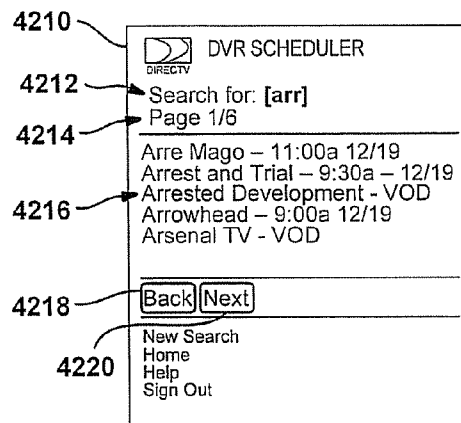 4210
DIRECTV
DVR SCHEDULER
4212
Search for: [arr]
4214
Page 1/6
Arre Mago – 11:00a 12/19
Arrest and Trial – 9:30a – 12/19
4216
Arrested Development - VOD
Arrowhead – 9:00a 12/19
Arsenal TV - VOD
4218
Back Next
4220
New Search
Home
Help
Sign Out